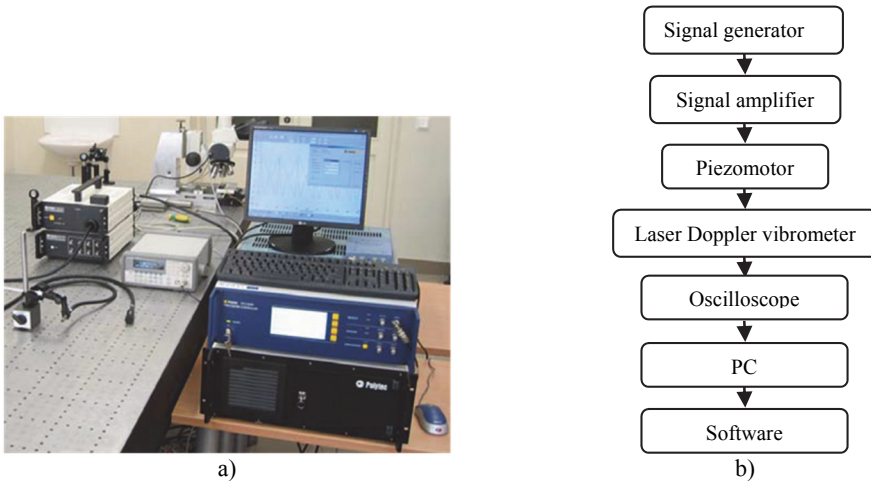 Signal generator
Signal amplifier
Piezomotor
Laser Doppler vibrometer
Oscilloscope
PC
Software
Polytec
a)
b)